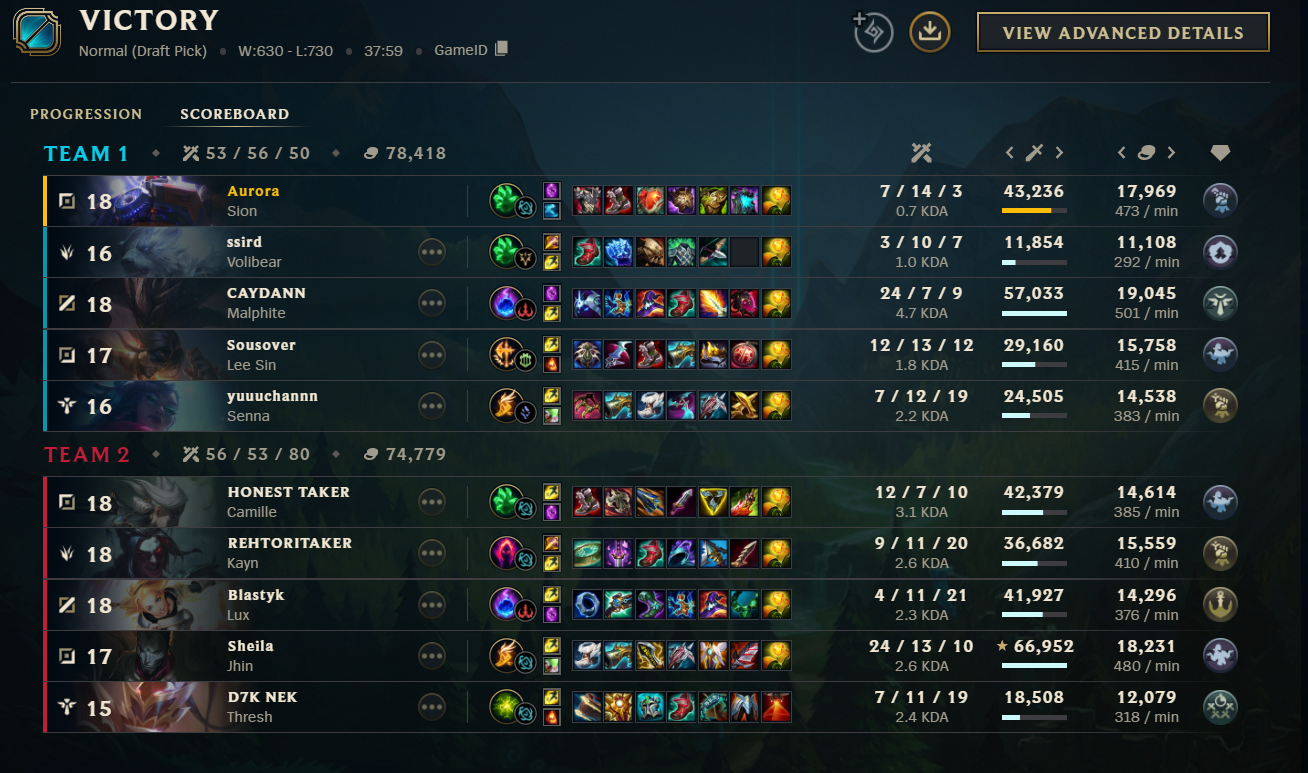 VICTORY
Normal (Draft Pick) • W:630 - L:730 • 37:59 • GameID
VIEW ADVANCED DETAILS
PROGRESSION SCOREBOARD
TEAM 1 53 / 56 / 50 78,418
18 Aurora 7 / 14 / 3 43,236 17,969
Sion 0.7 KDA 473 / min
16 ssird 3 / 10 / 7 11,854 11,108
Volibear 1.0 KDA 292 / min
18 CAYDANN 24 / 7 / 9 57,033 19,045
Malphite 4.7 KDA 501 / min
17 Sousover 12 / 13 / 12 29,160 15,758
Lee Sin 1.8 KDA 415 / min
16 yuuuchannn 7 / 12 / 19 24,505 14,538
Senna 2.2 KDA 383 / min
TEAM 2 56 / 53 / 80 74,779
18 HONEST TAKER 12 / 7 / 10 42,379 14,614
Camille 3.1 KDA 385 / min
18 REHTORITAKER 9 / 11 / 20 36,682 15,559
Kayn 2.6 KDA 410 / min
18 Blastyk 4 / 11 / 21 41,927 14,296
Lux 2.3 KDA 376 / min
17 Sheila 24 / 13 / 10 66,952 18,231
Jhin 2.6 KDA 480 / min
15 D7K NEK 7 / 11 / 19 18,508 12,079
Thresh 2.4 KDA 318 / min